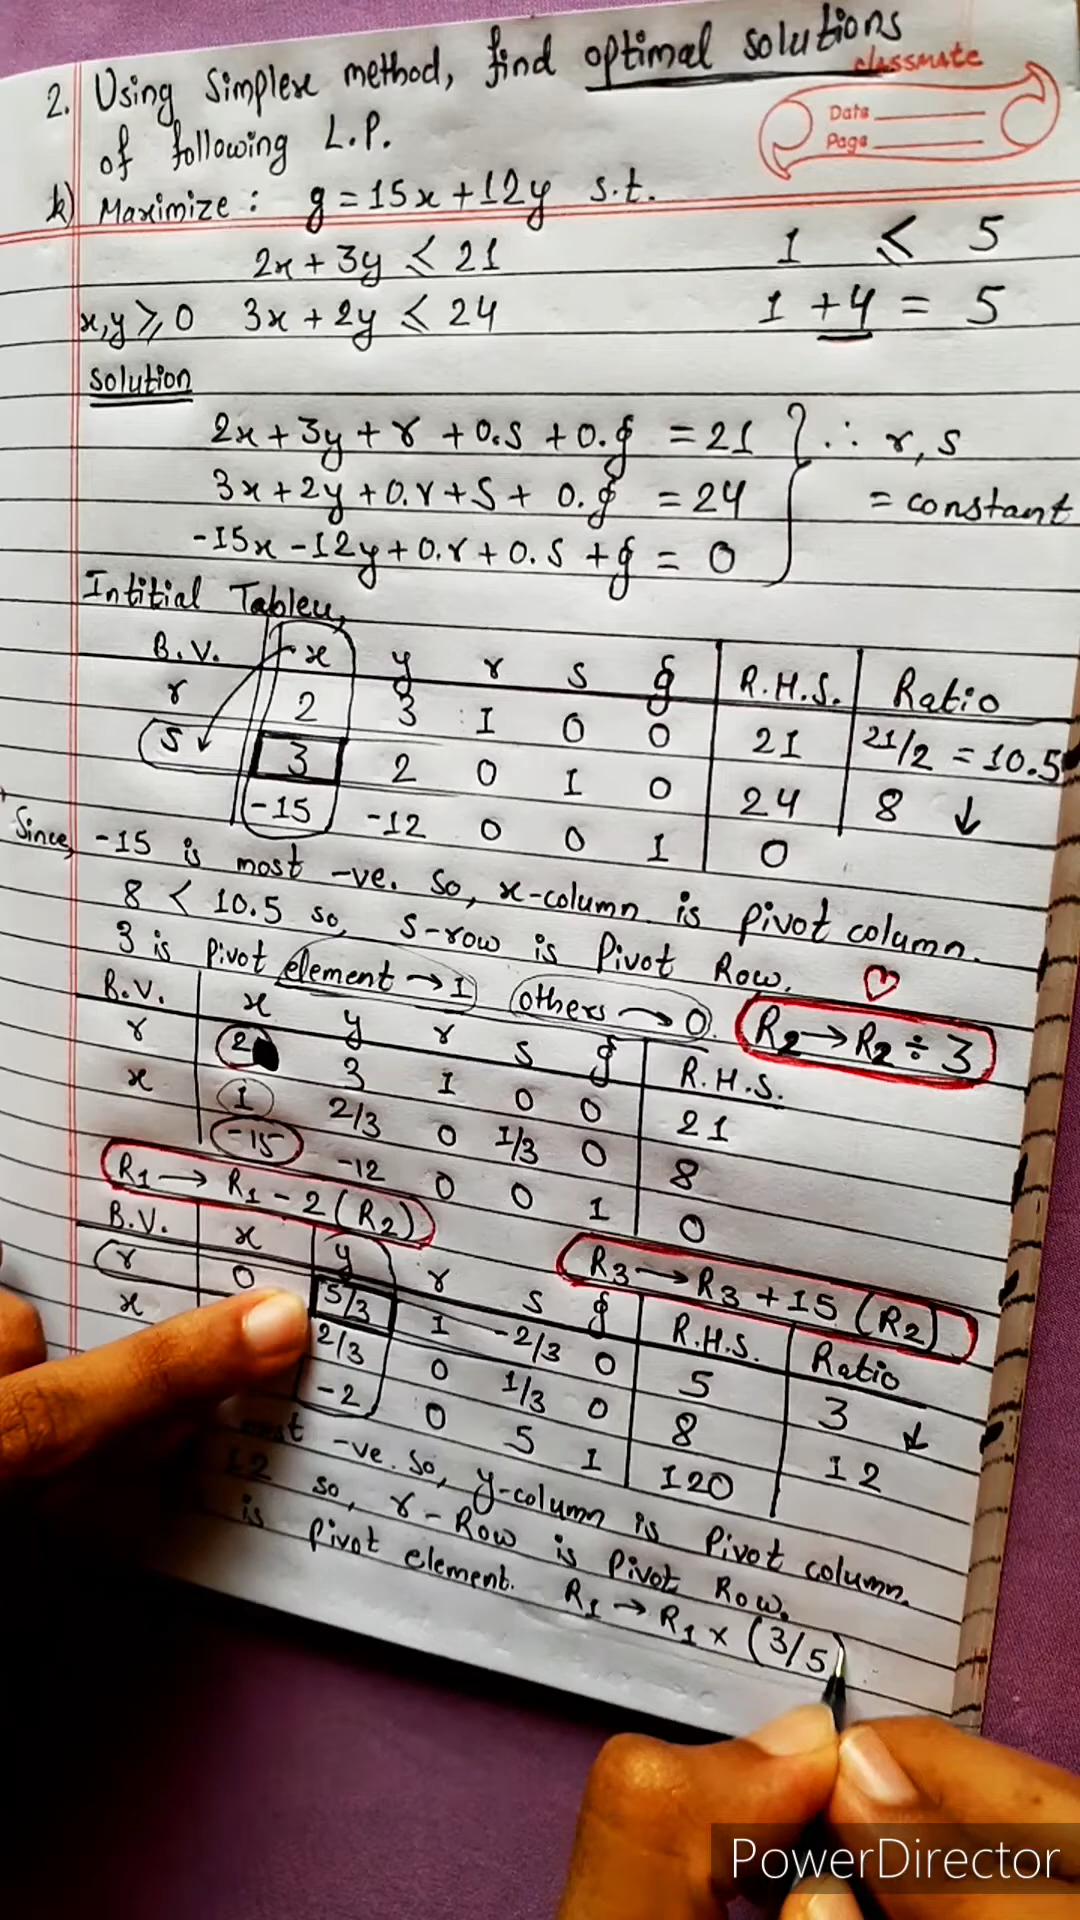 2. Using Simplex method, find optimal solutions
of following L.P.
classmate
Date
Page
k) Maximize: g = 15x + 12y s.t.
2x + 3y ≤ 21
1 ≤ 5
x,y ≥ 0 3x + 2y ≤ 24
1 + 4 = 5
Solution
2x + 3y + r + 0.s + 0.g = 21 } ∴ r, s
3x + 2y + 0.r + s + 0.g = 24 = constant
-15x - 12y + 0.r + 0.s + g = 0
Intitial Tableu,
B.V. x y r s g R.H.S. Ratio
r 2 3 1 0 0 21 21/2 = 10.5
s 3 2 0 1 0 24 8 ↓
-15 -12 0 0 1 0
Since, -15 is most -ve. So, x-column is pivot column.
8 < 10.5 so, s-row is Pivot Row.
3 is pivot element → 1 others → 0. R2 → R2 ÷ 3
B.V. x y r s g R.H.S.
r 2 3 1 0 0 21
x 1 2/3 0 1/3 0 8
-15 -12 0 0 1 0
R1 → R1 - 2 (R2)
R3 → R3 + 15 (R2)
B.V. x y r s g R.H.S. Ratio
r 0 5/3 1 -2/3 0 5 3 ↓
x 2/3 0 1/3 0 8 12
-2 0 5 1 120
-ve. So, y-column is Pivot column.
12 so, r-Row is Pivot Row.
is pivot element. R1 → R1 × (3/5)
PowerDirector